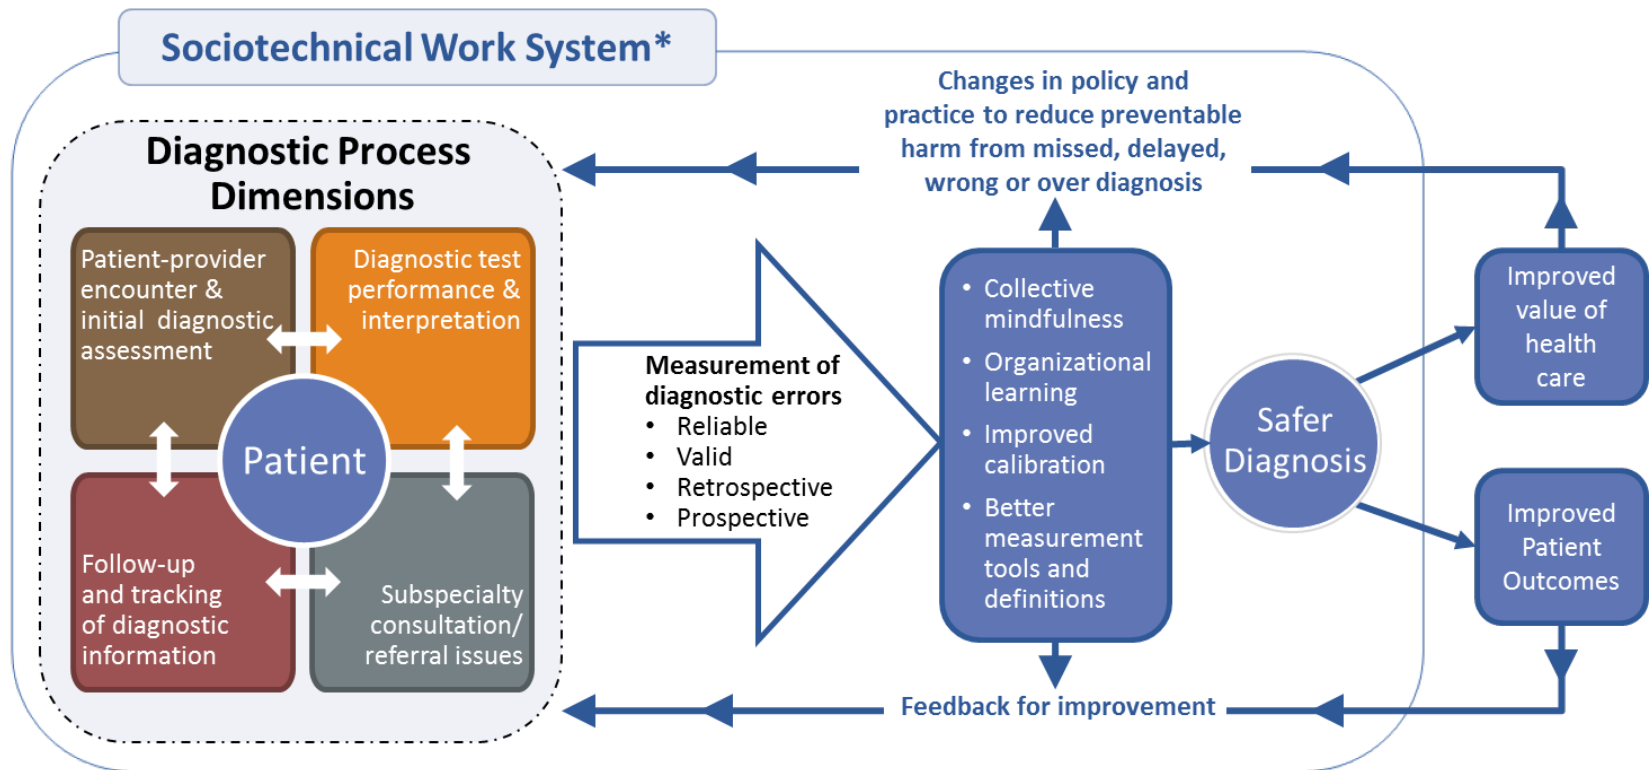 Sociotechnical Work System*
Diagnostic Process
Dimensions
Patient-provider
encounter &
initial diagnostic
assessment
Diagnostic test
performance &
interpretation
Patient
Follow-up
and tracking
of diagnostic
information
Subspecialty
consultation/
referral issues
Measurement of
diagnostic errors
• Reliable
• Valid
• Retrospective
• Prospective
Changes in policy and
practice to reduce preventable
harm from missed, delayed,
wrong or over diagnosis
• Collective
mindfulness
• Organizational
learning
• Improved
calibration
• Better
measurement
tools and
definitions
Feedback for improvement
Safer
Diagnosis
Improved
value of
health
care
Improved
Patient
Outcomes